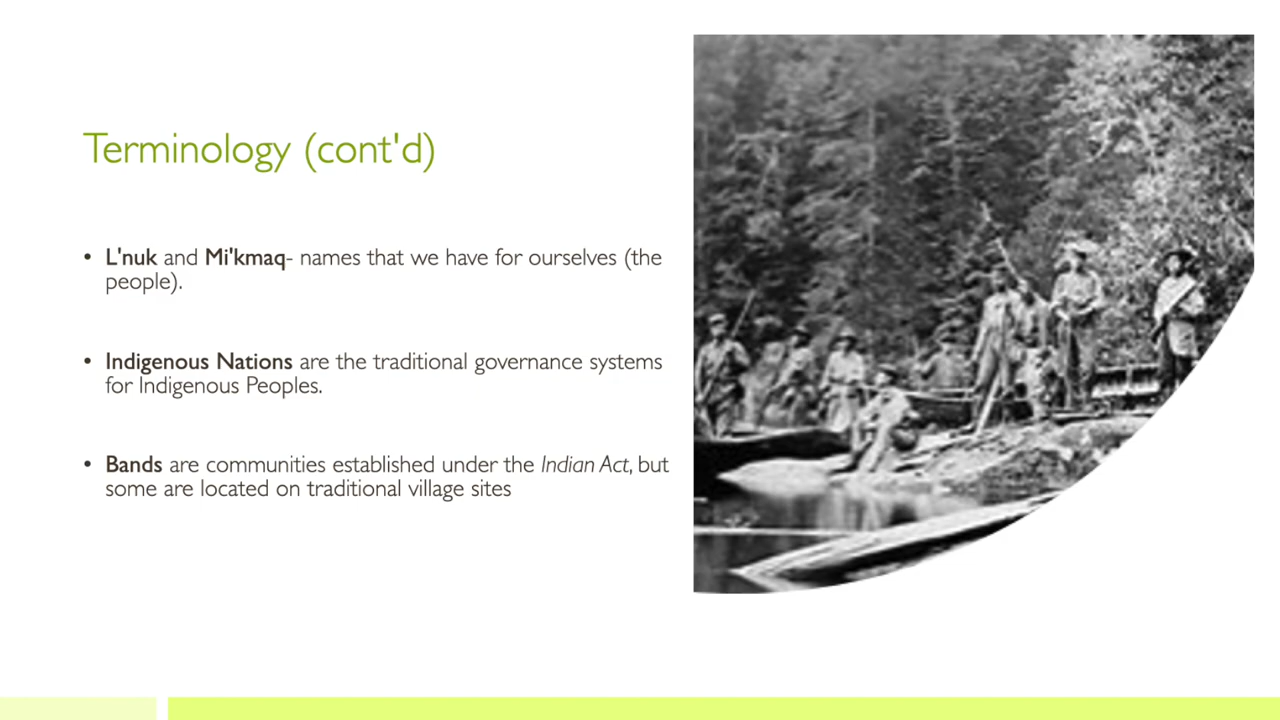 Terminology (cont'd)
• L'nuk and Mi'kmaq- names that we have for ourselves (the
people).
• Indigenous Nations are the traditional governance systems
for Indigenous Peoples.
• Bands are communities established under the Indian Act, but
some are located on traditional village sites